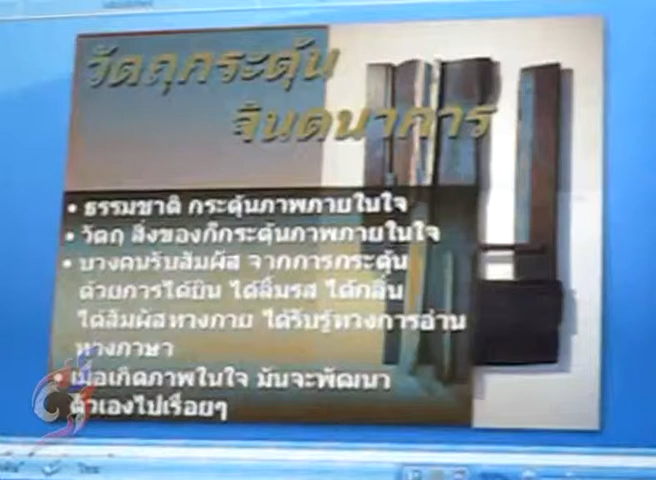 วัตถุกระตุ้น
จินตนาการ
• ธรรมชาติ กระตุ้นภาพภายในใจ
• วัตถุ สิ่งของก็กระตุ้นภาพภายในใจ
• บางคนรับสัมผัส จากการกระตุ้น
ด้วยการได้ยิน ได้ลิ้มรส ได้กลิ่น
ได้สัมผัสทางกาย ได้รับรู้ทางการอ่าน
ทางภาษา
• เมื่อเกิดภาพในใจ มันจะพัฒนา
ตัวเองไปเรื่อยๆ
ไทย